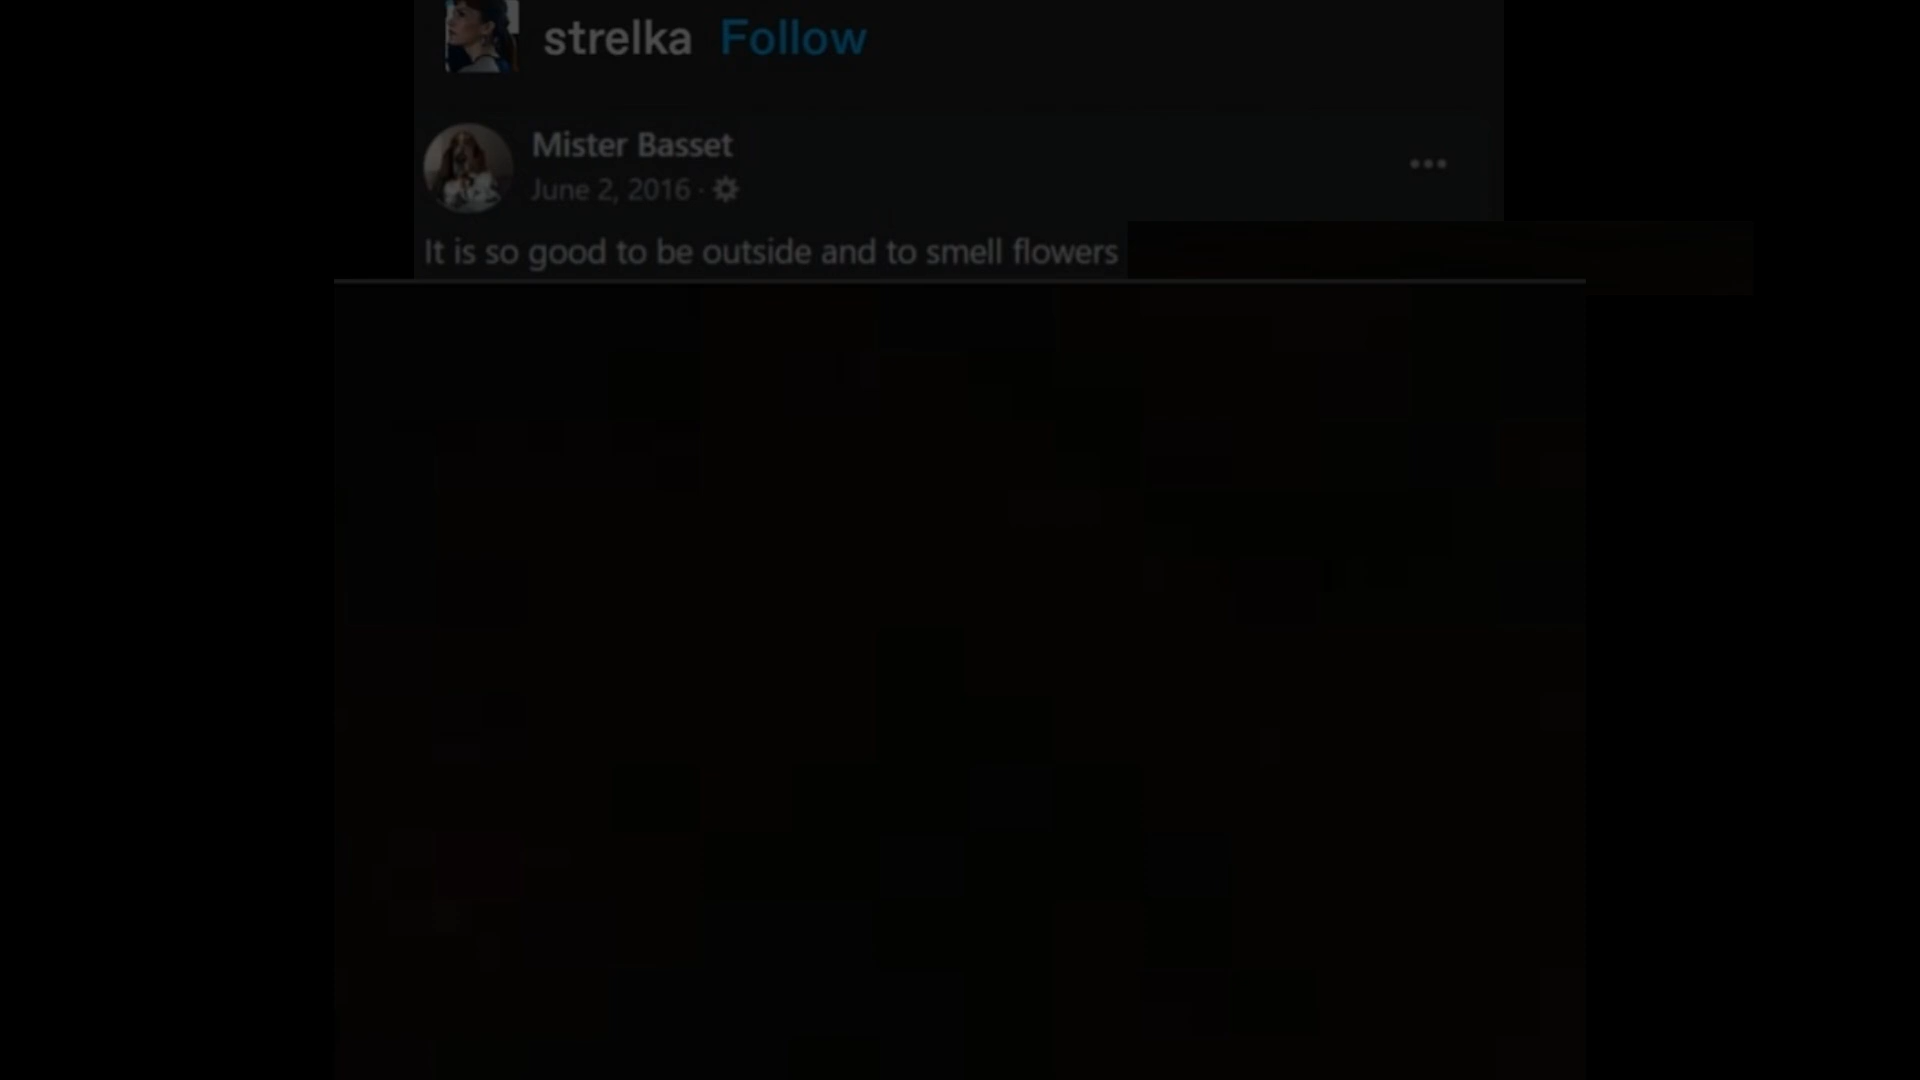 strelka Follow
Mister Basset
June 2, 2016 ·
It is so good to be outside and to smell flowers